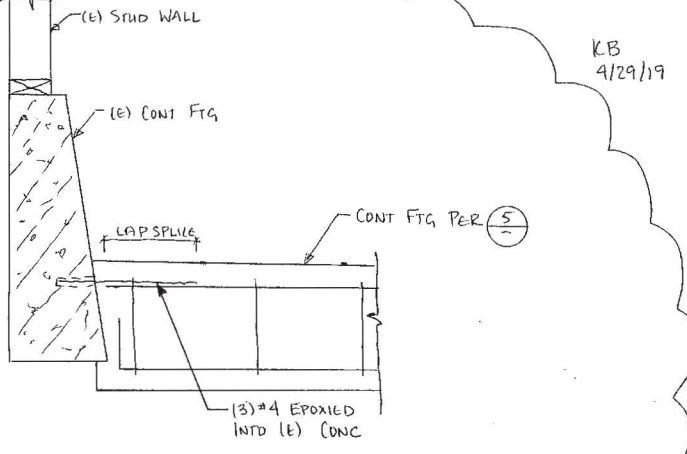 (E) STUD WALL
KB
4/29/19
(E) CONT FTG
LAP SPLICE
CONT FTG PER 5
(3) #4 EPOXIED
INTO (E) CONC